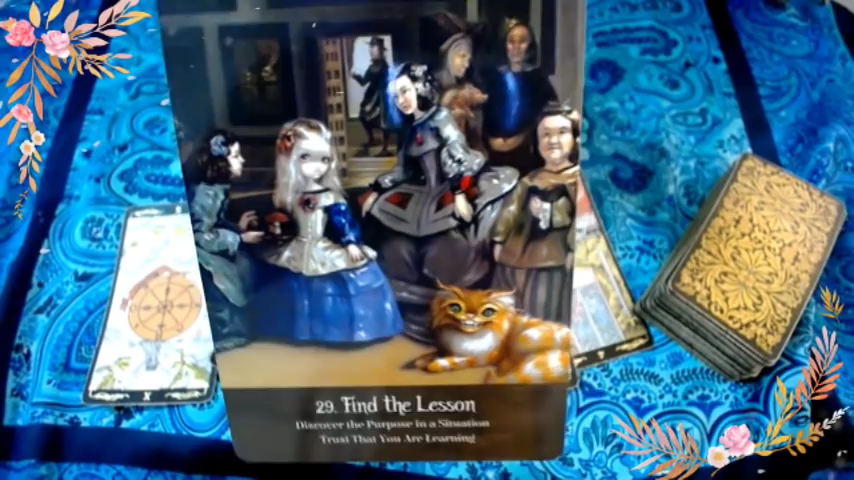 29. Find the Lesson
Discover the Purpose in a Situation
Trust That You Are Learning
X